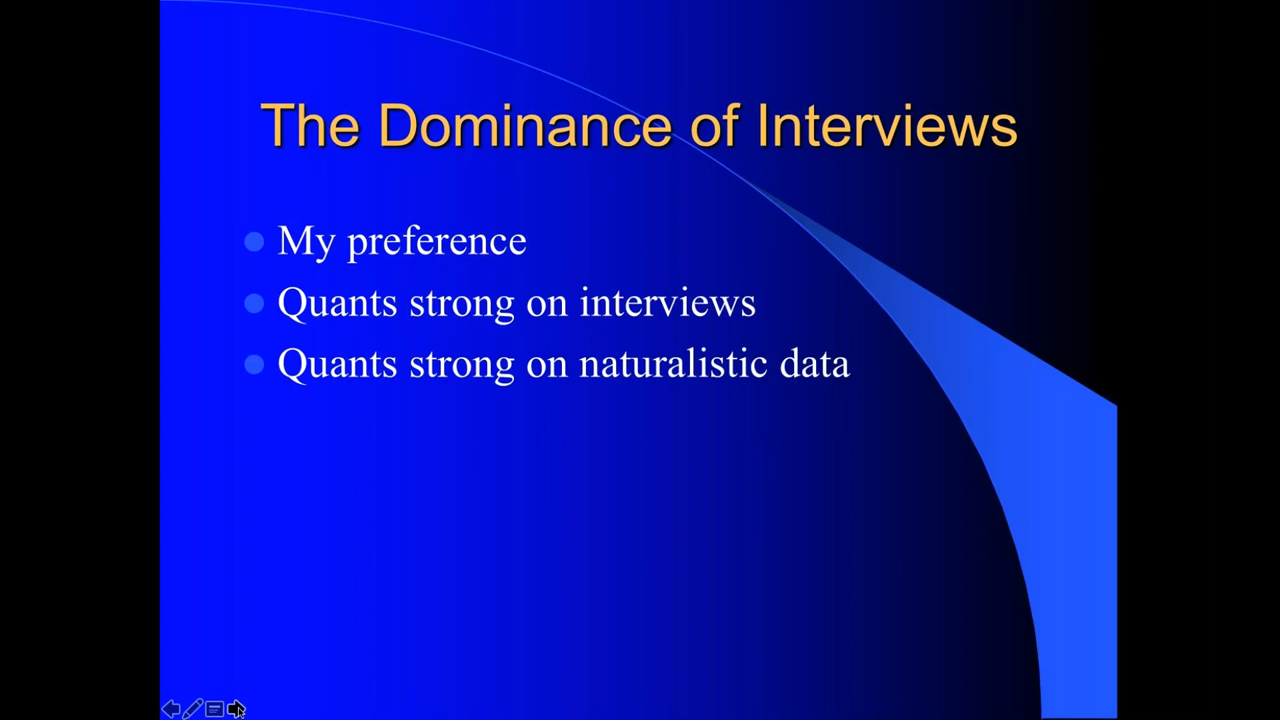 The Dominance of Interviews
My preference
Quants strong on interviews
Quants strong on naturalistic data